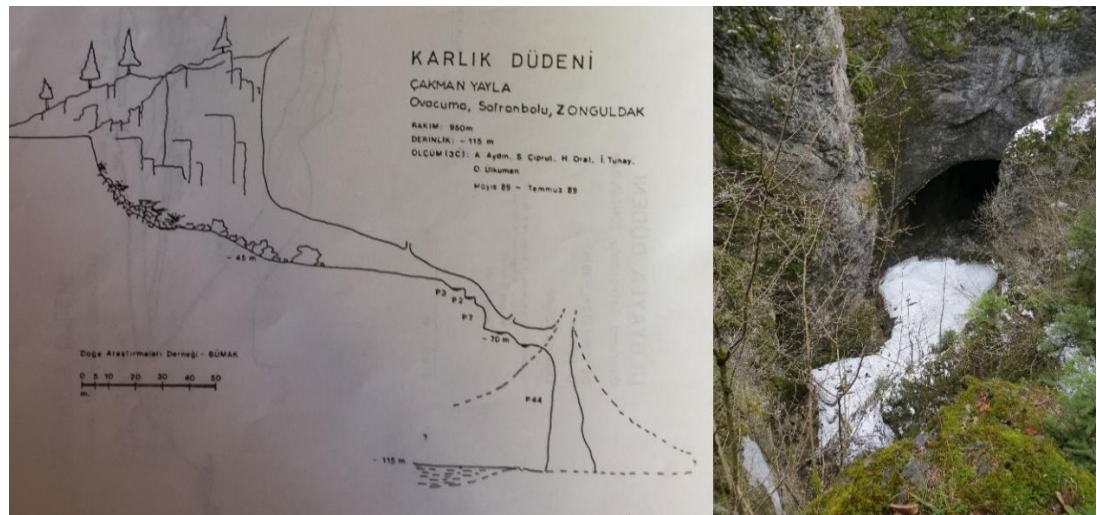 KARLIK DÜDENİ
ÇAKMAN YAYLA
Ovacuma, Safranbolu, ZONGULDAK
RAKIM: 950m
DERİNLİK: - 115 m
ÖLÇÜM(3C): A. Aydın, S. Ciprut, H. Oral, İ. Tunay,
O. Ülkumen
Mayıs 89 - Temmuz 89
- 45 m
P3
P2
P7
- 70 m
Doğa Araştırmaları Derneği - BÜMAK
0 5 10 20 30 40 50
m.
P44
?
- 115 m